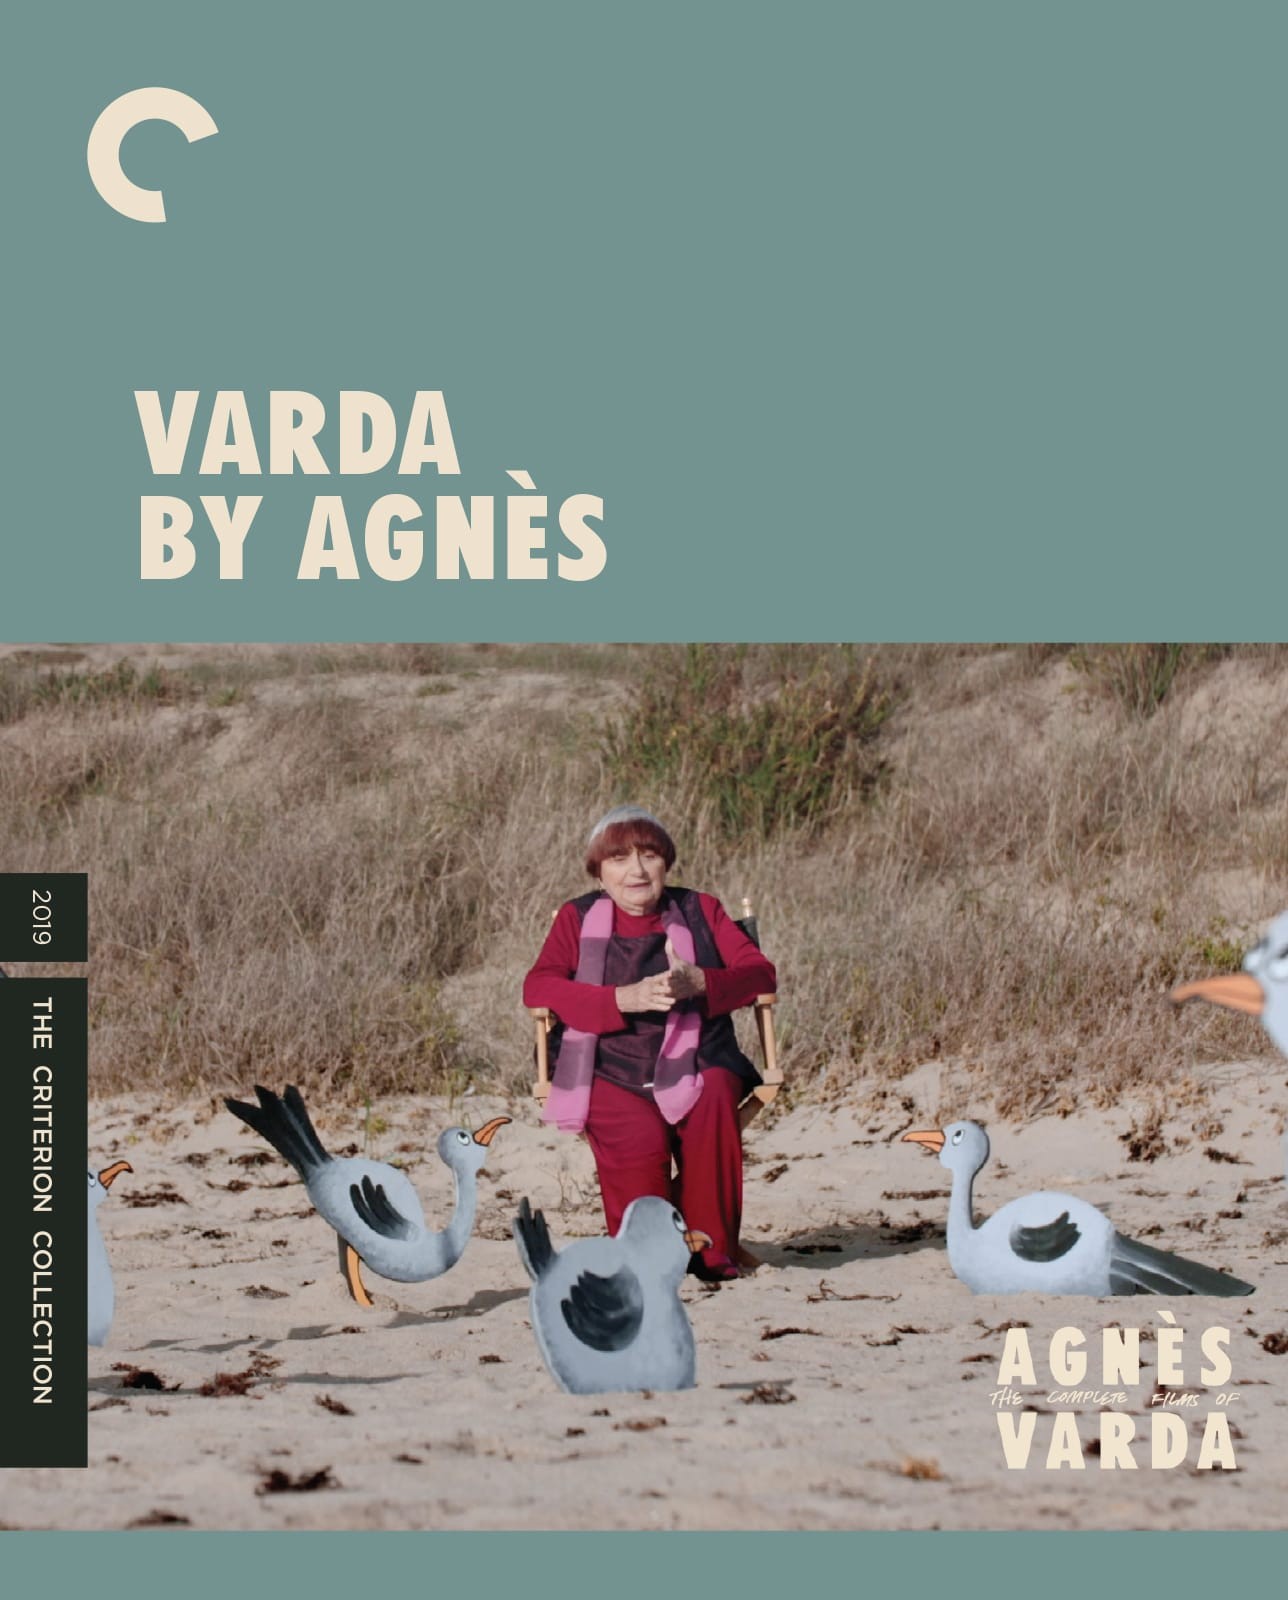 VARDA
BY AGNÈS
2019
THE CRITERION COLLECTION
AGNÈS
THE COMPLETE FILMS OF
VARDA